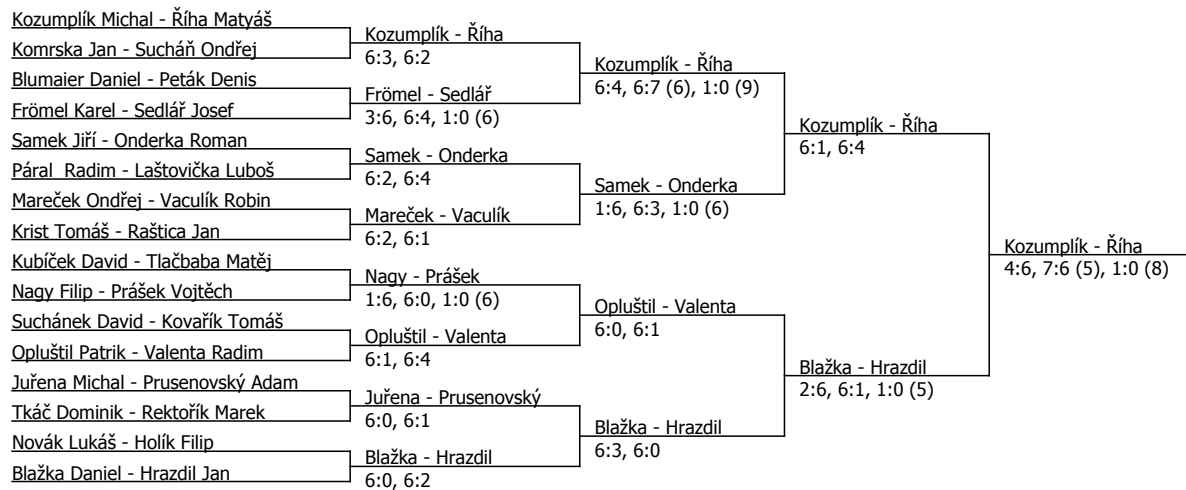 Kozumplík Michal - Říha Matyáš
Komrska Jan - Sucháň Ondřej
Blumaier Daniel - Peták Denis
Frömel Karel - Sedlář Josef
Samek Jiří - Onderka Roman
Páral  Radim - Laštovička Luboš
Mareček Ondřej - Vaculík Robin
Krist Tomáš - Raštica Jan
Kubíček David - Tlačbaba Matěj
Nagy Filip - Prášek Vojtěch
Suchánek David - Kovařík Tomáš
Opluštil Patrik - Valenta Radim
Juřena Michal - Prusenovský Adam
Tkáč Dominik - Rektořík Marek
Novák Lukáš - Holík Filip
Blažka Daniel - Hrazdil Jan
Kozumplík - Říha
6:3, 6:2
Frömel - Sedlář
3:6, 6:4, 1:0 (6)
Samek - Onderka
6:2, 6:4
Mareček - Vaculík
6:2, 6:1
Nagy - Prášek
1:6, 6:0, 1:0 (6)
Opluštil - Valenta
6:1, 6:4
Juřena - Prusenovský
6:0, 6:1
Blažka - Hrazdil
6:0, 6:2
Kozumplík - Říha
6:4, 6:7 (6), 1:0 (9)
Samek - Onderka
1:6, 6:3, 1:0 (6)
Opluštil - Valenta
6:0, 6:1
Blažka - Hrazdil
6:3, 6:0
Kozumplík - Říha
6:1, 6:4
Blažka - Hrazdil
2:6, 6:1, 1:0 (5)
Kozumplík - Říha
4:6, 7:6 (5), 1:0 (8)